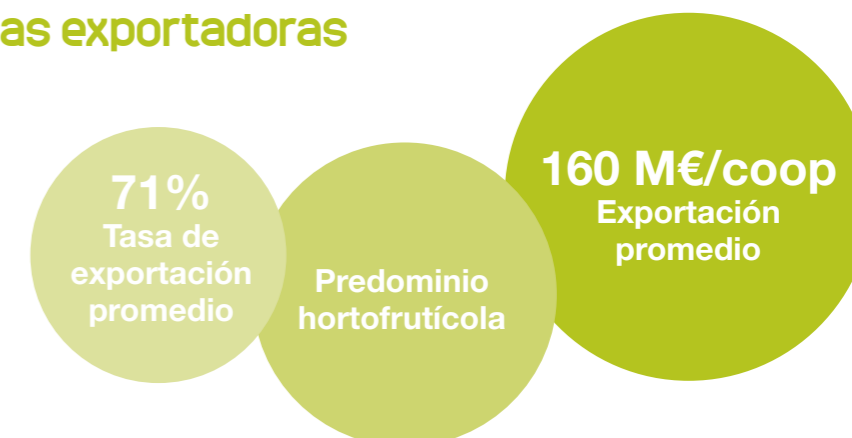 as exportadoras
71%
Tasa de
exportación
promedio
Predominio
hortofrutícola
160 M€/coop
Exportación
promedio